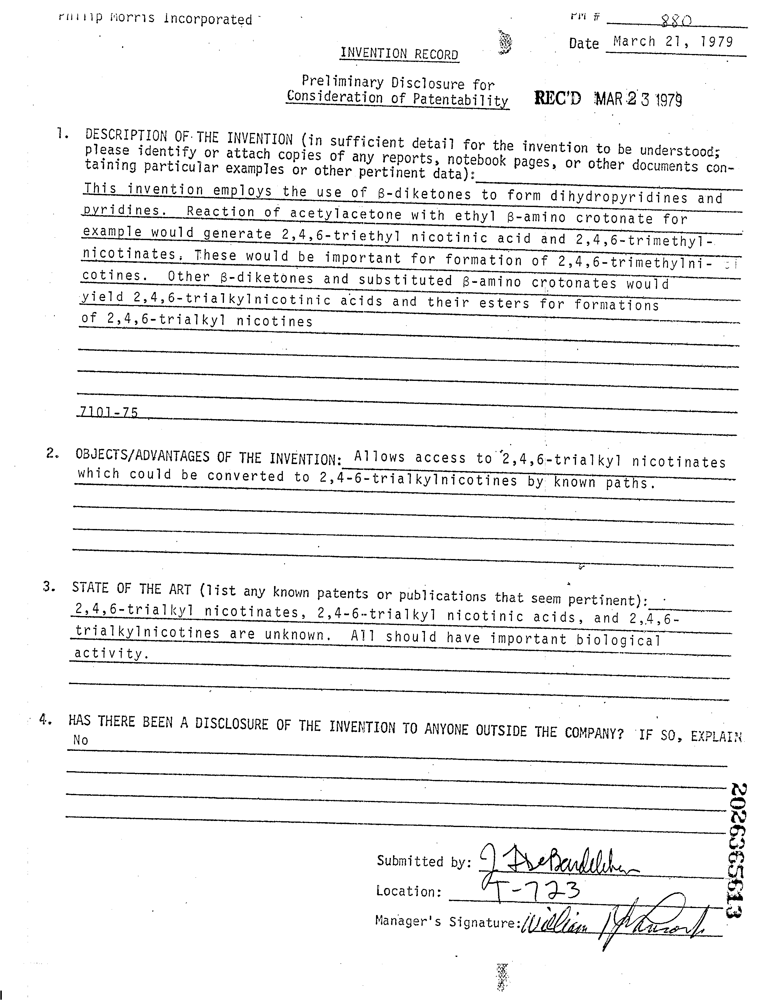 Philip Morris Incorporated
PM # 880
Date March 21, 1979
INVENTION RECORD
Preliminary Disclosure for
Consideration of Patentability
REC'D MAR 23 1979
1. DESCRIPTION OF THE INVENTION (in sufficient detail for the invention to be understood;
please identify or attach copies of any reports, notebook pages, or other documents con-
taining particular examples or other pertinent data):
This invention employs the use of β-diketones to form dihydropyridines and
pyridines. Reaction of acetylacetone with ethyl β-amino crotonate for
example would generate 2,4,6-triethyl nicotinic acid and 2,4,6-trimethyl-
nicotinates. These would be important for formation of 2,4,6-trimethylni-
cotines. Other β-diketones and substituted β-amino crotonates would
yield 2,4,6-trialkylnicotinic acids and their esters for formations
of 2,4,6-trialkyl nicotines
7101-75
2. OBJECTS/ADVANTAGES OF THE INVENTION: Allows access to 2,4,6-trialkyl nicotinates
which could be converted to 2,4-6-trialkylnicotines by known paths.
3. STATE OF THE ART (list any known patents or publications that seem pertinent):
2,4,6-trialkyl nicotinates, 2,4-6-trialkyl nicotinic acids, and 2,4,6-
trialkylnicotines are unknown. All should have important biological
activity.
4. HAS THERE BEEN A DISCLOSURE OF THE INVENTION TO ANYONE OUTSIDE THE COMPANY? IF SO, EXPLAIN
No
Submitted by: J DeBardeleben
Location: T-723
Manager's Signature: William
2026365613